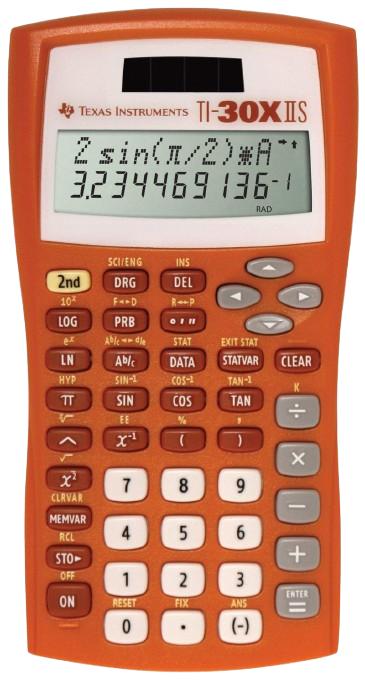 TEXAS INSTRUMENTS TI-30X IIS
2 sin(π/2)*A
3.234469136⁻¹
RAD
SCI/ENG INS
2nd DRG DEL
10ˣ F◄►D R◄►P
LOG PRB ° ' "
eˣ Ab/c◄►d/e STAT EXIT STAT
LN Ab/c DATA STATVAR CLEAR
HYP SIN⁻¹ COS⁻¹ TAN⁻¹ K
π SIN COS TAN ÷
ˣ√ EE % ,
^ x⁻¹ ( ) ×
√
x² 7 8 9
CLRVAR
MEMVAR 4 5 6 −
RCL
STO► 1 2 3 +
OFF RESET FIX ANS
ON 0 . (-) ENTER =